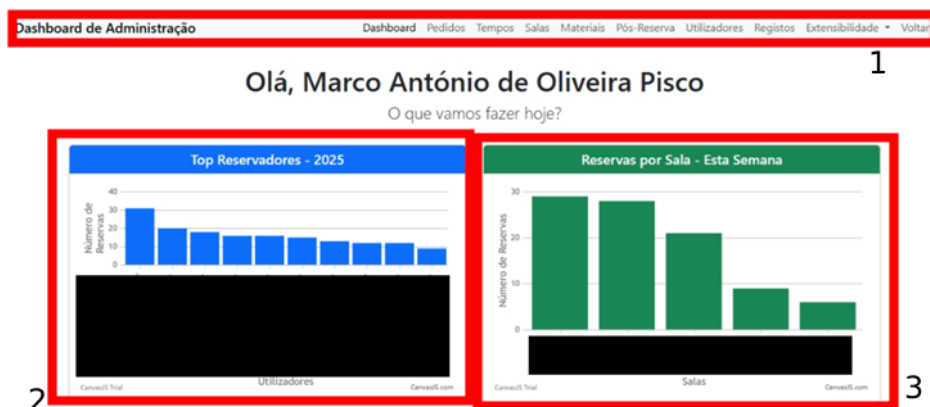 Dashboard de Administração
Dashboard Pedidos Tempos Salas Materiais Pós-Reserva Utilizadores Registos Extensibilidade Voltar
1
Olá, Marco António de Oliveira Pisco
O que vamos fazer hoje?
Top Reservadores - 2025
Número de
Reservas
40
30
20
10
0
Utilizadores
CanvasJS Trial
CanvasJS.com
2
Reservas por Sala - Esta Semana
Número de Reservas
30
20
10
0
Salas
CanvasJS Trial
CanvasJS.com
3